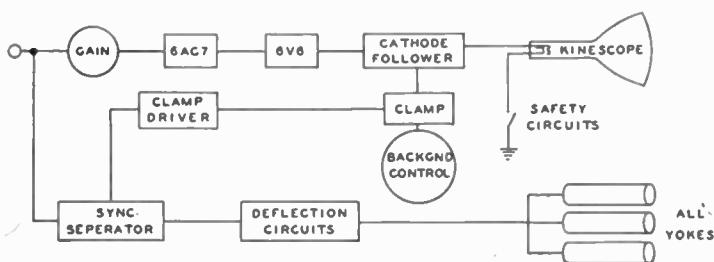 GAIN
6AC7
6V6
CATHODE
FOLLOWER
KINESCOPE
CLAMP
DRIVER
CLAMP
SAFETY
CIRCUITS
BACKGND
CONTROL
SYNC-
SEPERATOR
DEFLECTION
CIRCUITS
ALL
YOKES